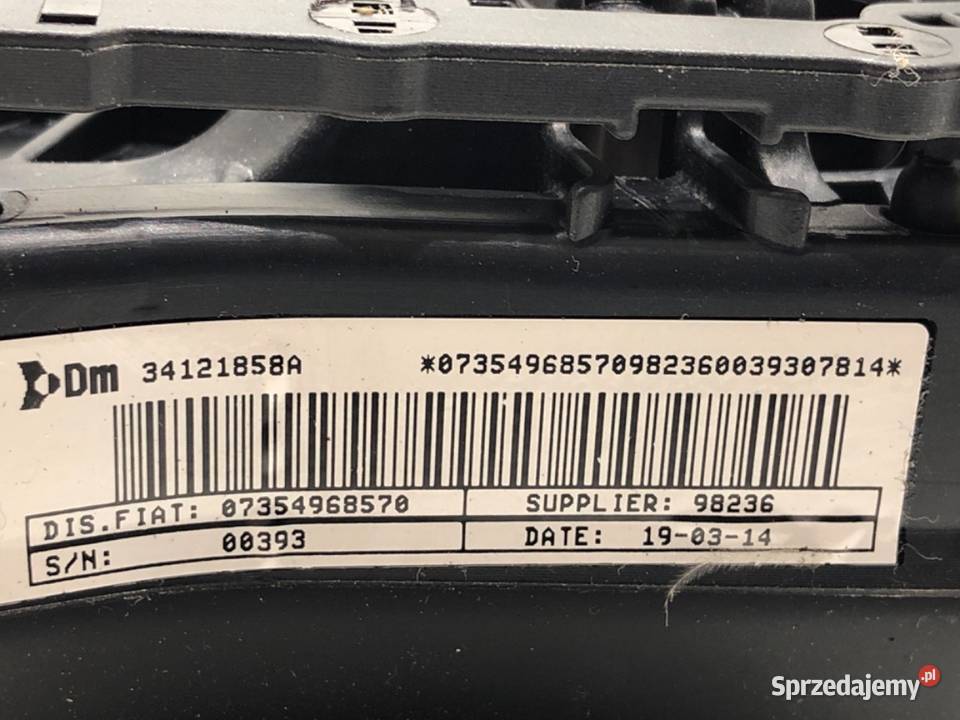 Dm 34121858A *07354968570982360039307814*
DIS.FIAT: 07354968570 SUPPLIER: 98236
S/N: 00393 DATE: 19-03-14
Sprzedajemy.pl